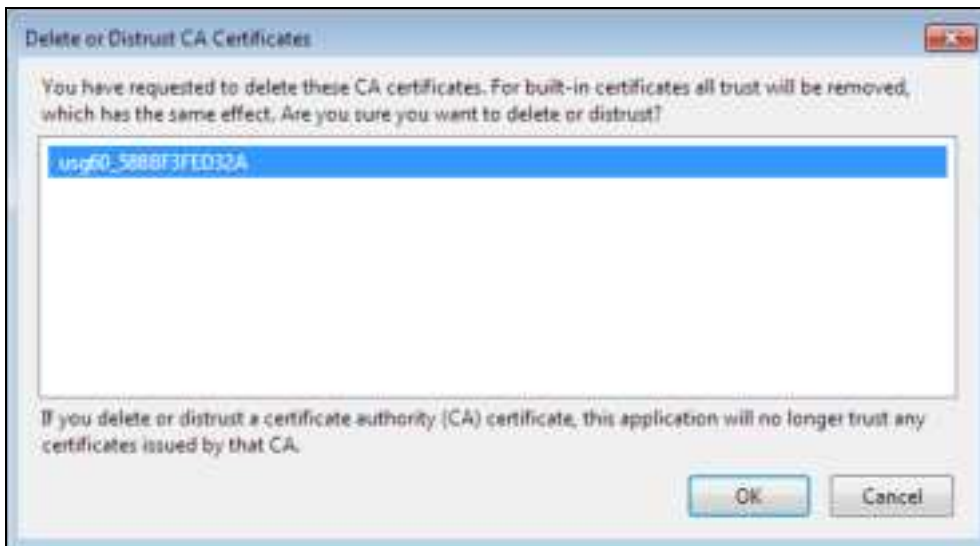 Delete or Distrust CA Certificates
You have requested to delete these CA certificates. For built-in certificates all trust will be removed,
which has the same effect. Are you sure you want to delete or distrust?
usg60_588BF3FED32A
If you delete or distrust a certificate authority (CA) certificate, this application will no longer trust any
certificates issued by that CA.
OK
Cancel